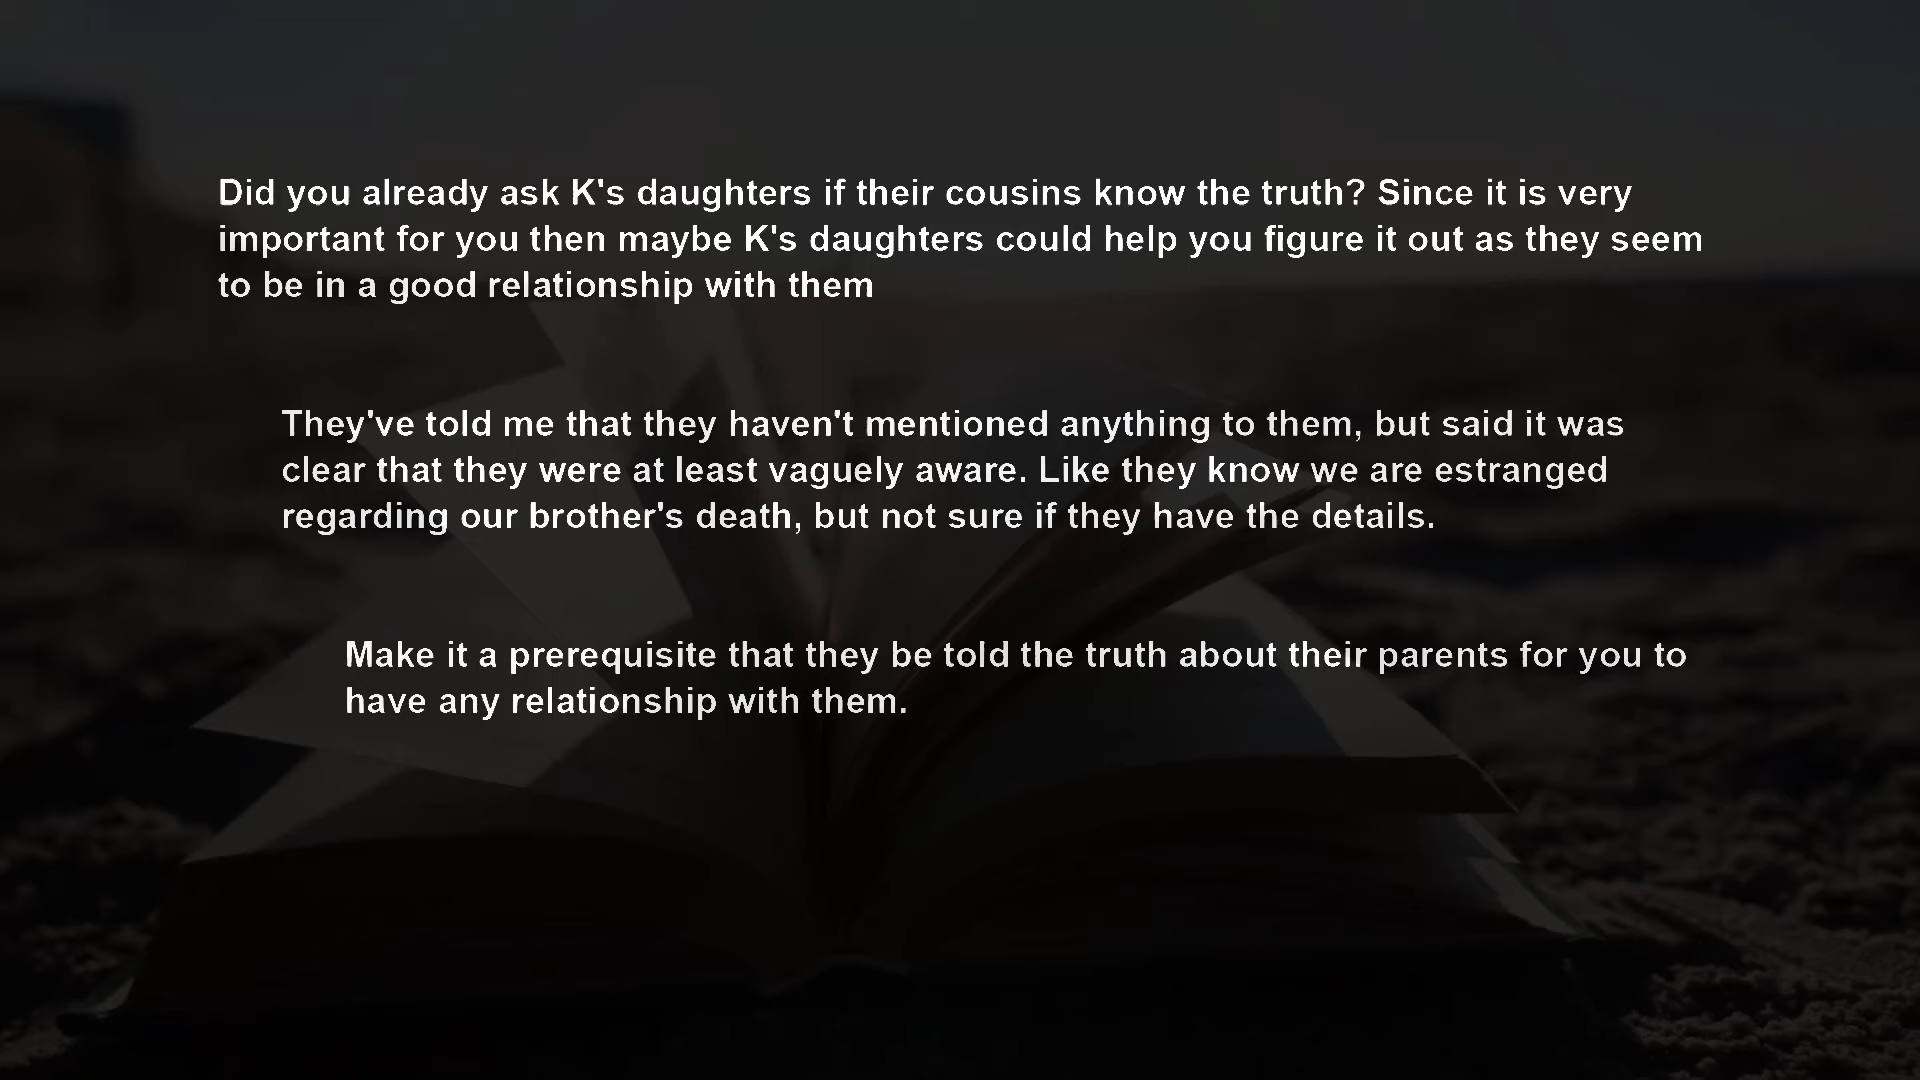 Did you already ask K's daughters if their cousins know the truth? Since it is very
important for you then maybe K's daughters could help you figure it out as they seem
to be in a good relationship with them
They've told me that they haven't mentioned anything to them, but said it was
clear that they were at least vaguely aware. Like they know we are estranged
regarding our brother's death, but not sure if they have the details.
Make it a prerequisite that they be told the truth about their parents for you to
have any relationship with them.